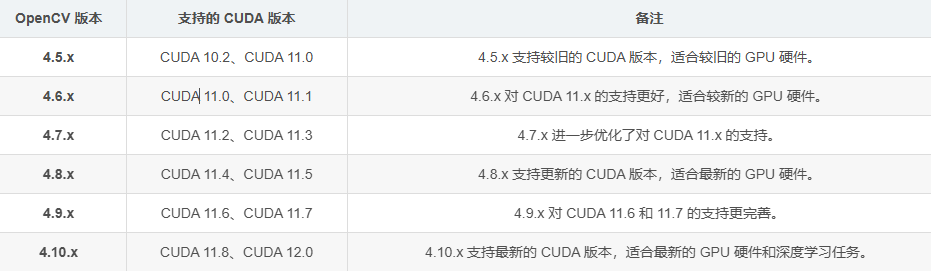 OpenCV 版本 支持的 CUDA 版本 备注
4.5.x CUDA 10.2、CUDA 11.0 4.5.x 支持较旧的 CUDA 版本，适合较旧的 GPU 硬件。
4.6.x CUDA 11.0、CUDA 11.1 4.6.x 对 CUDA 11.x 的支持更好，适合较新的 GPU 硬件。
4.7.x CUDA 11.2、CUDA 11.3 4.7.x 进一步优化了对 CUDA 11.x 的支持。
4.8.x CUDA 11.4、CUDA 11.5 4.8.x 支持更新的 CUDA 版本，适合最新的 GPU 硬件。
4.9.x CUDA 11.6、CUDA 11.7 4.9.x 对 CUDA 11.6 和 11.7 的支持更完善。
4.10.x CUDA 11.8、CUDA 12.0 4.10.x 支持最新的 CUDA 版本，适合最新的 GPU 硬件和深度学习任务。